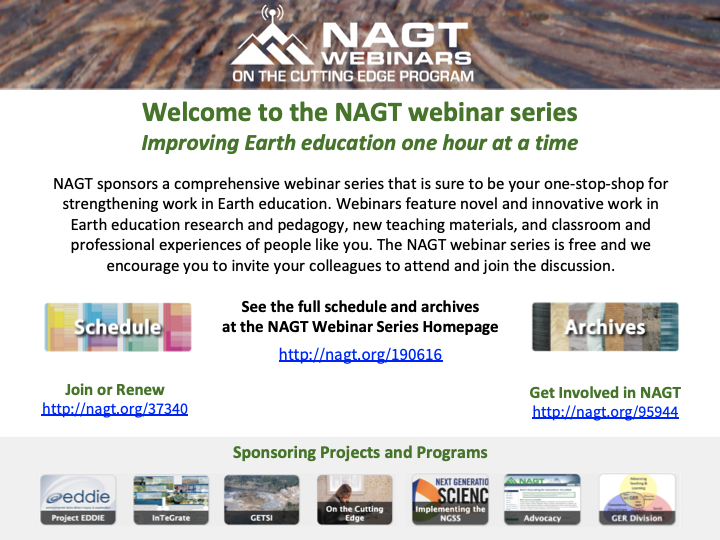 NAGT
WEBINARS
ON THE CUTTING EDGE PROGRAM
Welcome to the NAGT webinar series
Improving Earth education one hour at a time
NAGT sponsors a comprehensive webinar series that is sure to be your one-stop-shop for
strengthening work in Earth education. Webinars feature novel and innovative work in
Earth education research and pedagogy, new teaching materials, and classroom and
professional experiences of people like you. The NAGT webinar series is free and we
encourage you to invite your colleagues to attend and join the discussion.
Schedule
See the full schedule and archives
at the NAGT Webinar Series Homepage
http://nagt.org/190616
Archives
Join or Renew
http://nagt.org/37340
Get Involved in NAGT
http://nagt.org/95944
Sponsoring Projects and Programs
eddie
Project EDDIE
InTeGrate
GETSI
On the Cutting
Edge
NEXT GENERATIO
SCIENC
Implementing the
NGSS
NAGT
Advocacy
GER
GER Division